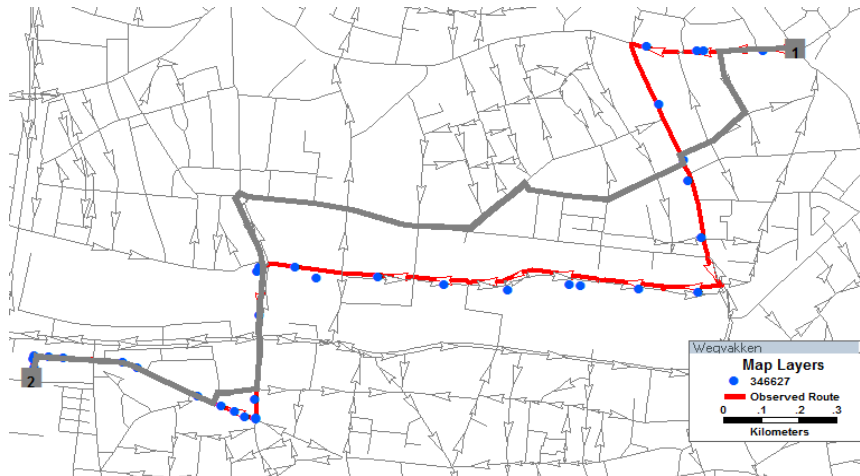 1
2
Wegvakken
Map Layers
346627
Observed Route
0 .1 .2 .3
Kilometers